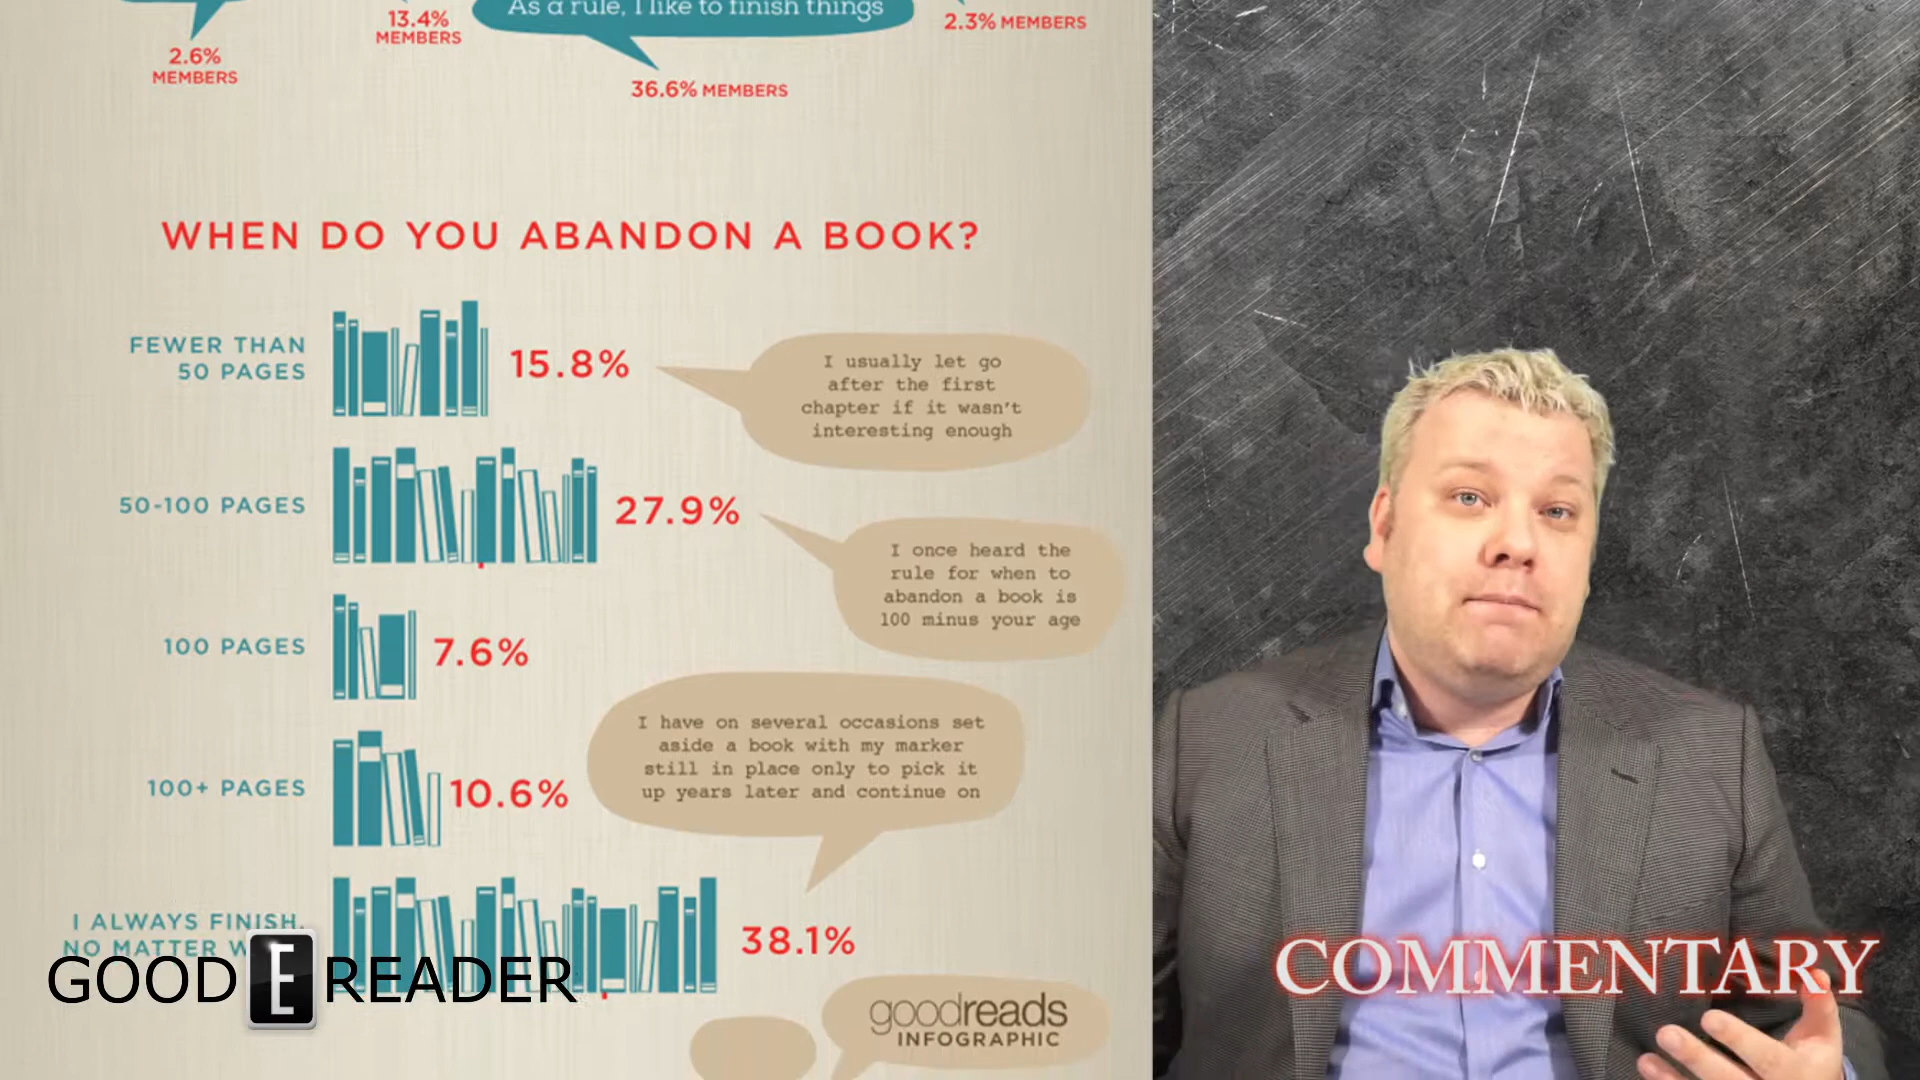 As a rule, I like to finish things
13.4%
MEMBERS
2.3% MEMBERS
2.6%
MEMBERS
36.6% MEMBERS
WHEN DO YOU ABANDON A BOOK?
FEWER THAN
50 PAGES
15.8%
I usually let go
after the first
chapter if it wasn't
interesting enough
50-100 PAGES
27.9%
I once heard the
rule for when to
abandon a book is
100 minus your age
100 PAGES
7.6%
I have on several occasions set
aside a book with my marker
still in place only to pick it
up years later and continue on
100+ PAGES
10.6%
I ALWAYS FINISH,
NO MATTER
38.1%
GOOD E READER
goodreads
INFOGRAPHIC
COMMENTARY